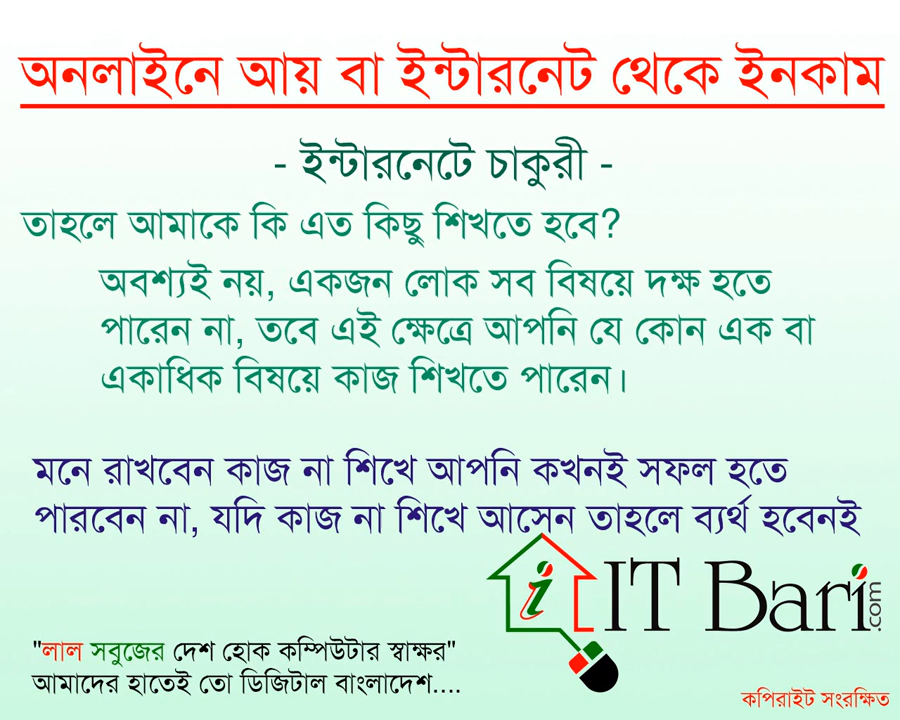 অনলাইনে আয় বা ইন্টারনেট থেকে ইনকাম
- ইন্টারনেটে চাকুরী -
তাহলে আমাকে কি এত কিছু শিখতে হবে?
অবশ্যই নয়, একজন লোক সব বিষয়ে দক্ষ হতে
পারেন না, তবে এই ক্ষেত্রে আপনি যে কোন এক বা
একাধিক বিষয়ে কাজ শিখতে পারেন।
মনে রাখবেন কাজ না শিখে আপনি কখনই সফল হতে
পারবেন না, যদি কাজ না শিখে আসেন তাহলে ব্যর্থ হবেনই
i IT Bari.com
"লাল সবুজের দেশ হোক কম্পিউটার স্বাক্ষর"
আমাদের হাতেই তো ডিজিটাল বাংলাদেশ....
কপিরাইট সংরক্ষিত